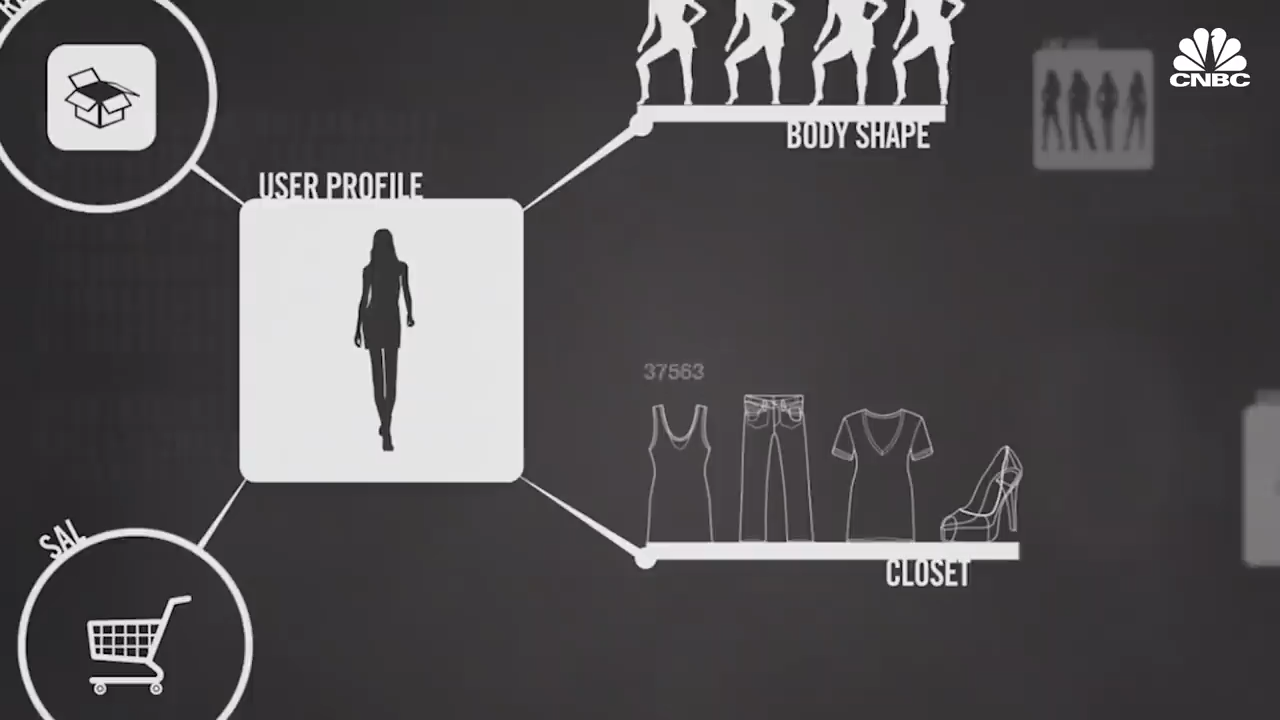 CNBC
BODY SHAPE
USER PROFILE
37563
CLOSET
SAL